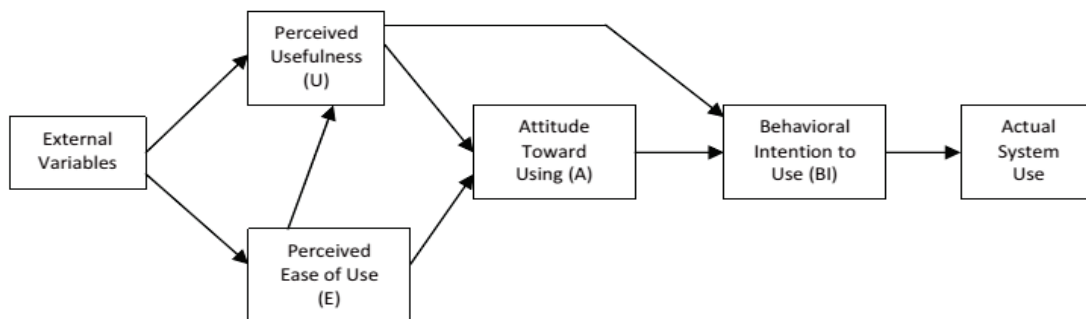 Perceived
Usefulness
(U)
External
Variables
Perceived
Ease of Use
(E)
Attitude
Toward
Using (A)
Behavioral
Intention to
Use (BI)
Actual
System
Use